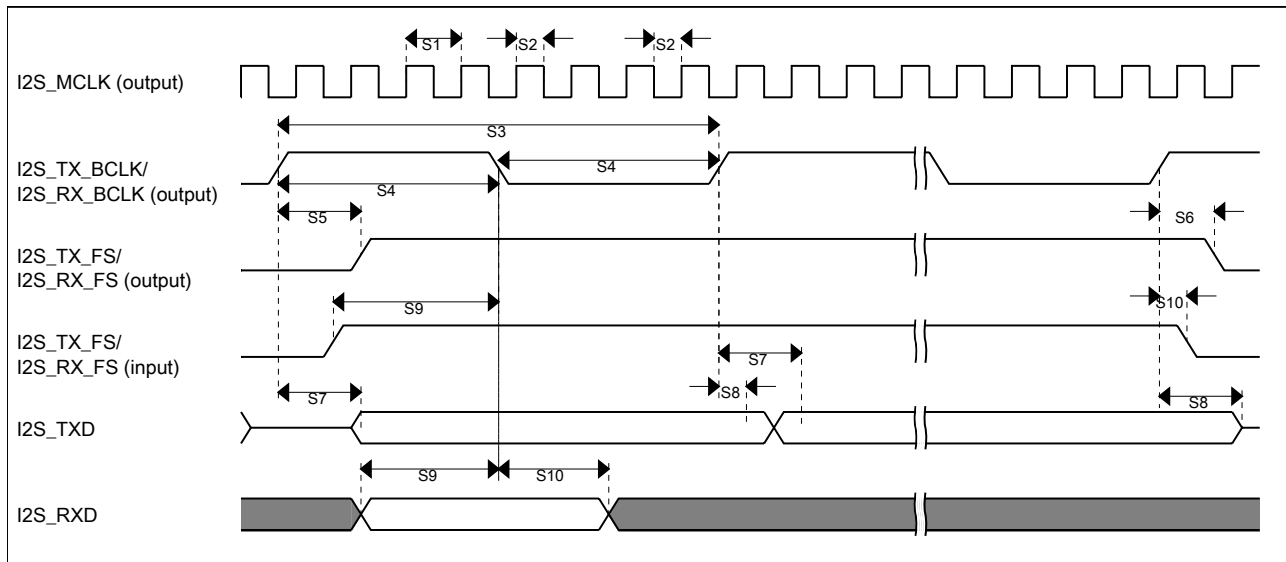 S1
S2
S2
I2S_MCLK (output)
S3
I2S_TX_BCLK/
I2S_RX_BCLK (output)
S4
S4
S5
S6
I2S_TX_FS/
I2S_RX_FS (output)
S9
S10
I2S_TX_FS/
I2S_RX_FS (input)
S7
S7
S8
S8
I2S_TXD
S9
S10
I2S_RXD